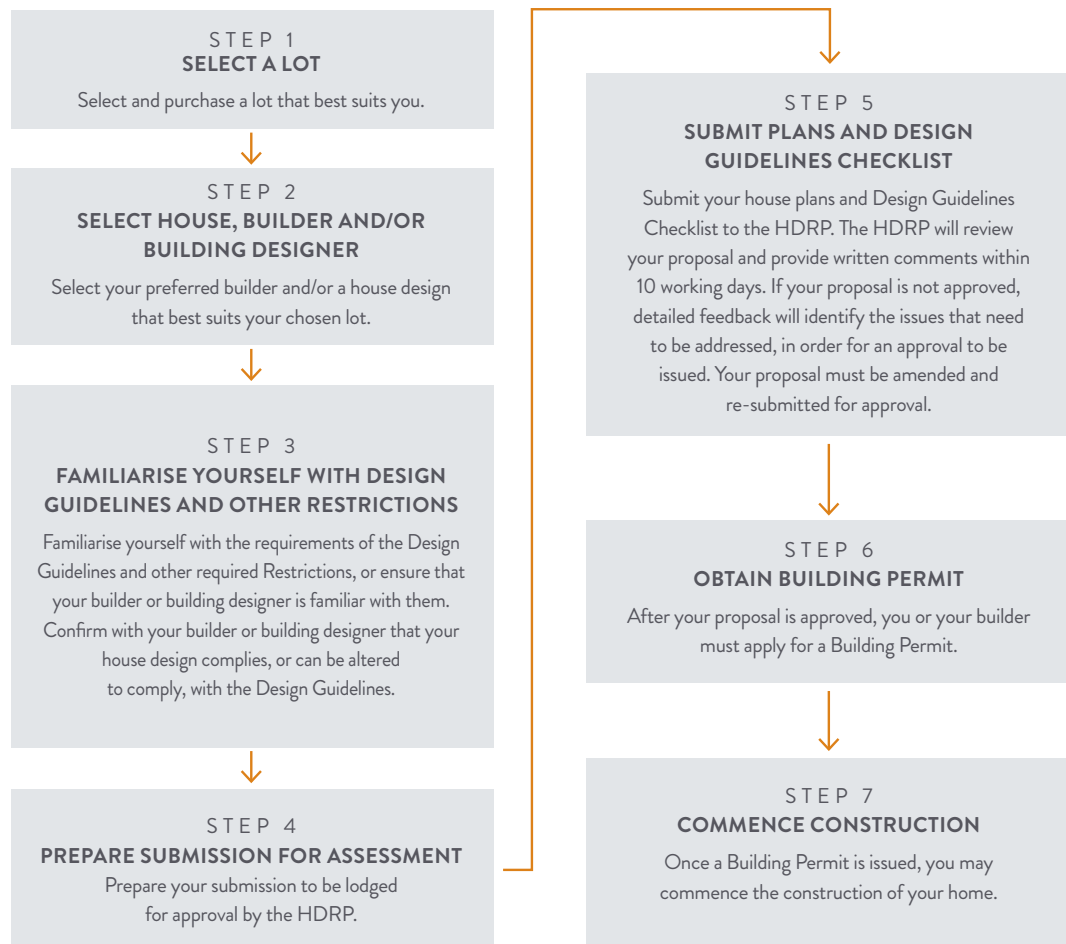 STEP 1
SELECT A LOT
Select and purchase a lot that best suits you.
STEP 2
SELECT HOUSE, BUILDER AND/OR
BUILDING DESIGNER
Select your preferred builder and/or a house design
that best suits your chosen lot.
STEP 3
FAMILIARISE YOURSELF WITH DESIGN
GUIDELINES AND OTHER RESTRICTIONS
Familiarise yourself with the requirements of the Design
Guidelines and other required Restrictions, or ensure that
your builder or building designer is familiar with them.
Confirm with your builder or building designer that your
house design complies, or can be altered
to comply, with the Design Guidelines.
STEP 4
PREPARE SUBMISSION FOR ASSESSMENT
Prepare your submission to be lodged
for approval by the HDRP.
STEP 5
SUBMIT PLANS AND DESIGN
GUIDELINES CHECKLIST
Submit your house plans and Design Guidelines
Checklist to the HDRP. The HDRP will review
your proposal and provide written comments within
10 working days. If your proposal is not approved,
detailed feedback will identify the issues that need
to be addressed, in order for an approval to be
issued. Your proposal must be amended and
re-submitted for approval.
STEP 6
OBTAIN BUILDING PERMIT
After your proposal is approved, you or your builder
must apply for a Building Permit.
STEP 7
COMMENCE CONSTRUCTION
Once a Building Permit is issued, you may
commence the construction of your home.